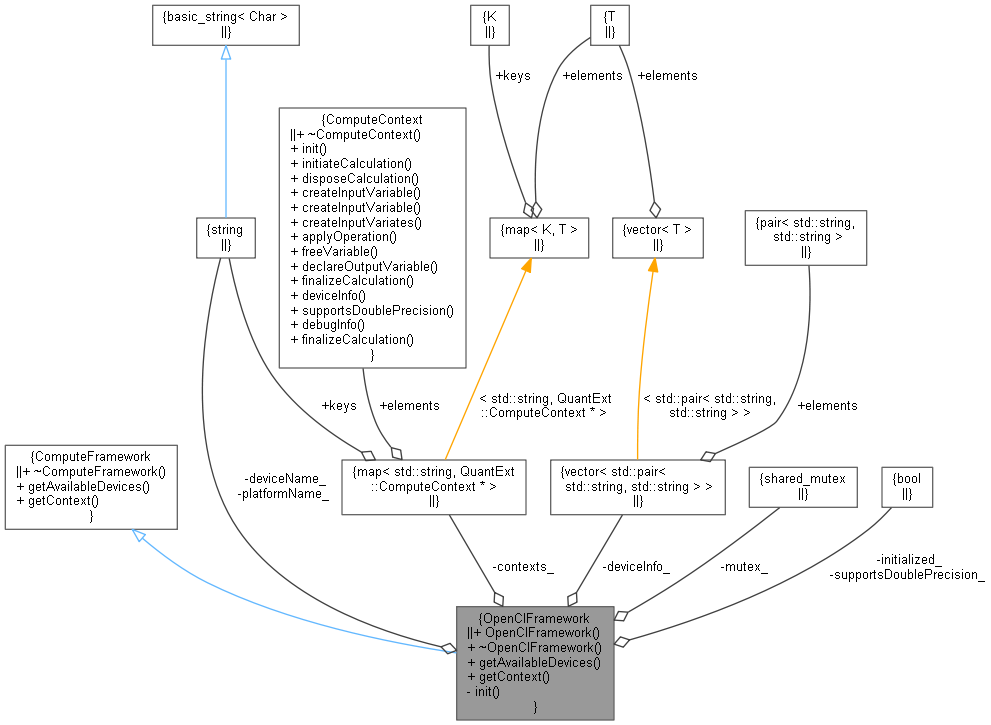 {basic_string< Char >
||}
{K
||}
{T
||}
+keys
+elements
+elements
{ComputeContext
||+ ~ComputeContext()
+ init()
+ initiateCalculation()
+ disposeCalculation()
+ createInputVariable()
+ createInputVariable()
+ createInputVariates()
+ applyOperation()
+ freeVariable()
+ declareOutputVariable()
+ finalizeCalculation()
+ deviceInfo()
+ supportsDoublePrecision()
+ debugInfo()
+ finalizeCalculation()
}
{string
||}
{map< K, T >
||}
{vector< T >
||}
{pair< std::string,
std::string >
||}
+keys
+elements
< std::string, QuantExt
::ComputeContext * >
< std::pair< std::string,
std::string > >
+elements
{ComputeFramework
||+ ~ComputeFramework()
+ getAvailableDevices()
+ getContext()
}
-deviceName_
-platformName_
{map< std::string, QuantExt
::ComputeContext * >
||}
{vector< std::pair<
std::string, std::string > >
||}
{shared_mutex
||}
{bool
||}
-contexts_
-deviceInfo_
-mutex_
-initialized_
-supportsDoublePrecision_
{OpenClFramework
||+ OpenClFramework()
+ ~OpenClFramework()
+ getAvailableDevices()
+ getContext()
- init()
}